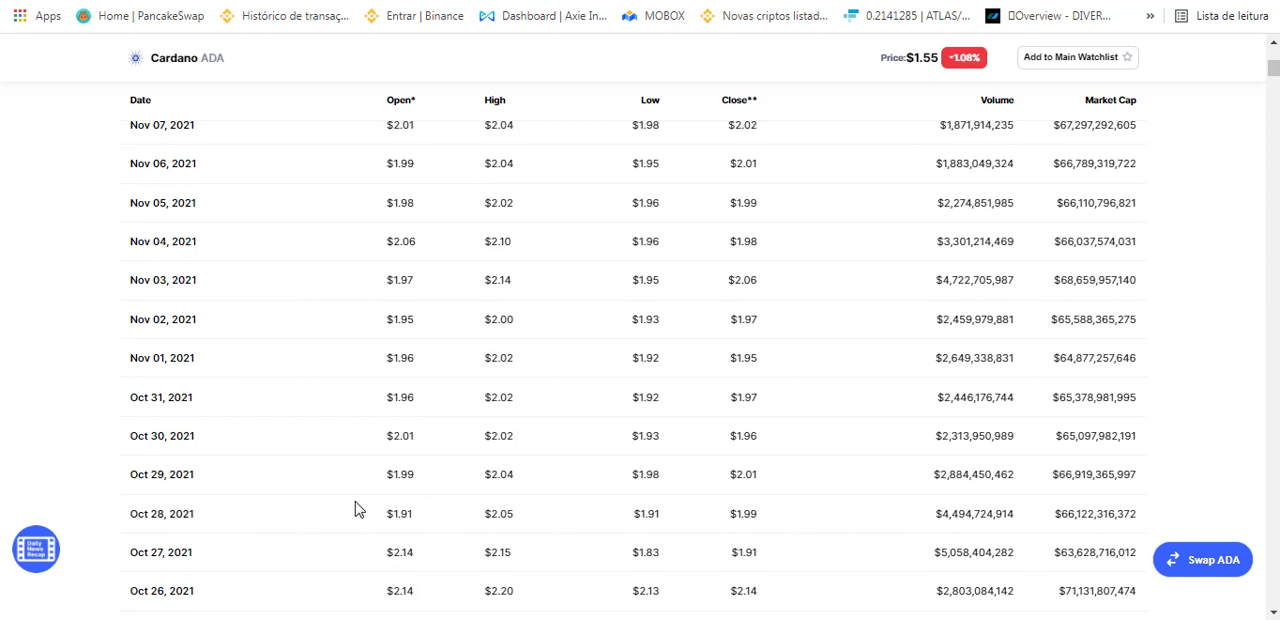 Apps Home | PancakeSwap Histórico de transaç... Entrar | Binance Dashboard | Axie In... MOBOX Novas criptos listad... 0.2141285 | ATLAS/... Overview - DIVER... » Lista de leitura
Cardano ADA Price:$1.55 1.08% Add to Main Watchlist
Date Open* High Low Close** Volume Market Cap
Nov 07, 2021 $2.01 $2.04 $1.98 $2.02 $1,871,914,235 $67,297,292,605
Nov 06, 2021 $1.99 $2.04 $1.95 $2.01 $1,883,049,324 $66,789,319,722
Nov 05, 2021 $1.98 $2.02 $1.96 $1.99 $2,274,851,985 $66,110,796,821
Nov 04, 2021 $2.06 $2.10 $1.96 $1.98 $3,301,214,469 $66,037,574,031
Nov 03, 2021 $1.97 $2.14 $1.95 $2.06 $4,722,705,987 $68,659,957,140
Nov 02, 2021 $1.95 $2.00 $1.93 $1.97 $2,459,979,881 $65,588,365,275
Nov 01, 2021 $1.96 $2.02 $1.92 $1.95 $2,649,338,831 $64,877,257,646
Oct 31, 2021 $1.96 $2.02 $1.92 $1.97 $2,446,176,744 $65,378,981,995
Oct 30, 2021 $2.01 $2.02 $1.93 $1.96 $2,313,950,989 $65,097,982,191
Oct 29, 2021 $1.99 $2.04 $1.98 $2.01 $2,884,450,462 $66,919,365,997
Oct 28, 2021 $1.91 $2.05 $1.91 $1.99 $4,494,724,914 $66,122,316,372
Oct 27, 2021 $2.14 $2.15 $1.83 $1.91 $5,058,404,282 $63,628,716,012
Oct 26, 2021 $2.14 $2.20 $2.13 $2.14 $2,803,084,142 $71,131,807,474
Daily
News
Recap
Swap ADA